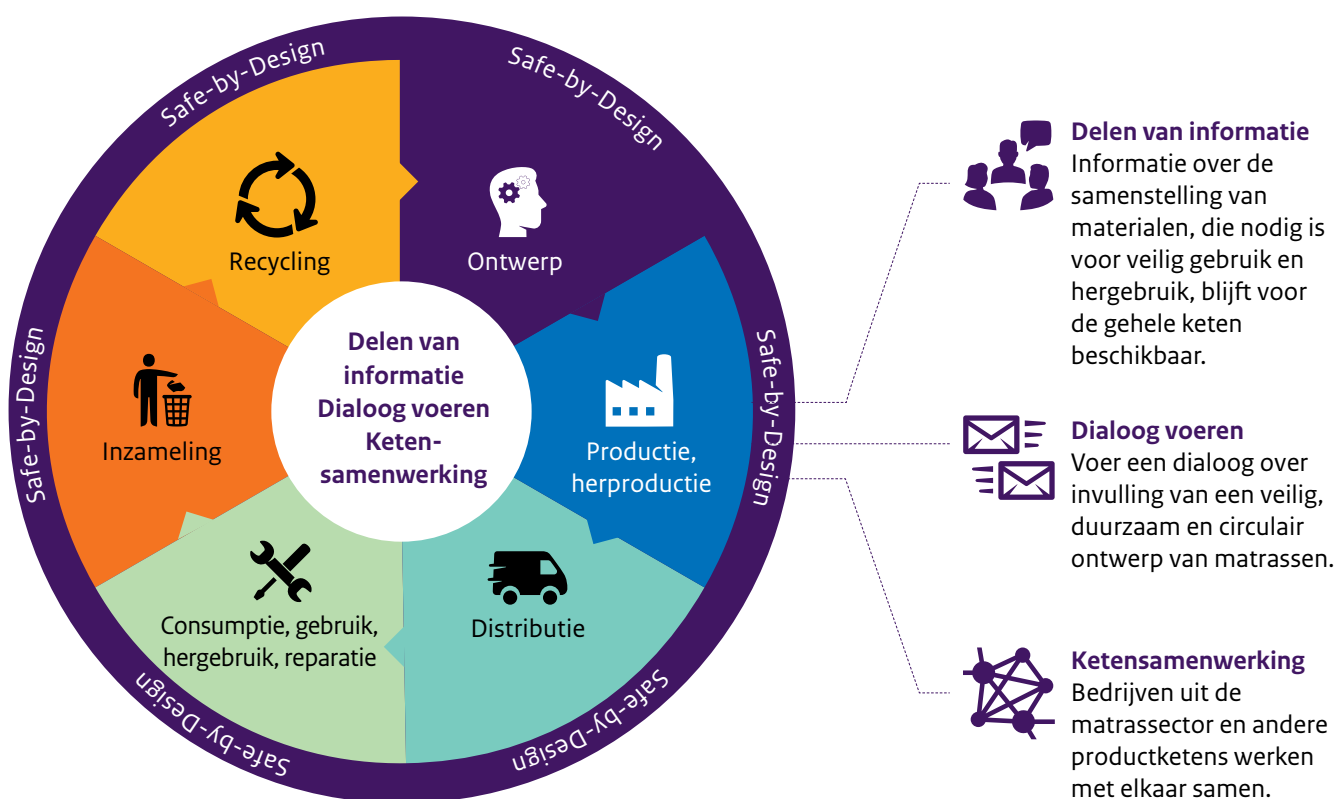 Safe-by-Design
Safe-by-Design
Safe-by-Design
Safe-by-Design
Safe-by-Design
Safe-by-Design
Recycling
Ontwerp
Productie,
herproductie
Distributie
Consumptie, gebruik,
hergebruik, reparatie
Inzameling
Delen van
informatie
Dialoog voeren
Keten-
samenwerking
Delen van informatie
Informatie over de
samenstelling van
materialen, die nodig is
voor veilig gebruik en
hergebruik, blijft voor
de gehele keten
beschikbaar.
Dialoog voeren
Voer een dialoog over
invulling van een veilig,
duurzaam en circulair
ontwerp van matrassen.
Ketensamenwerking
Bedrijven uit de
matrassector en andere
productketens werken
met elkaar samen.